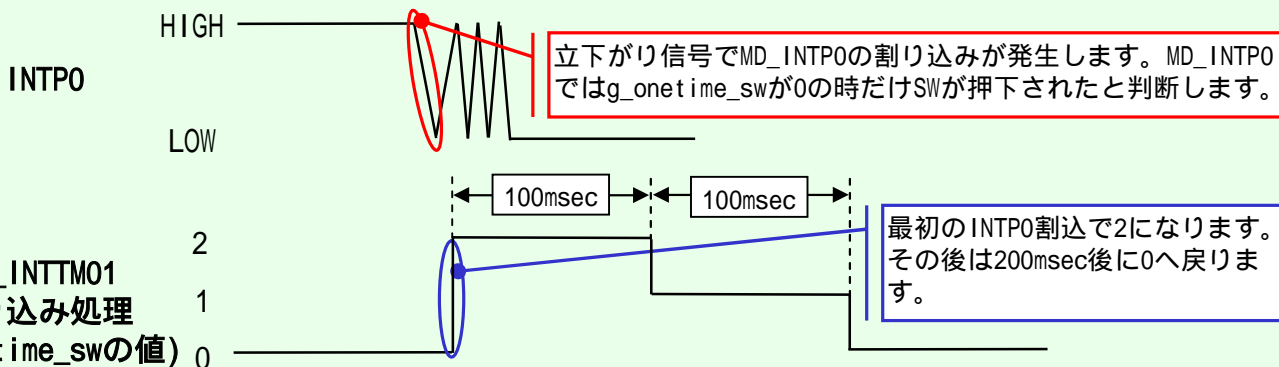 HIGH
INTP0
LOW
立下がり信号でMD_INTP0の割り込みが発生します。MD_INTP0
ではg_onetime_swが0の時だけSWが押下されたと判断します。
100msec
100msec
最初のINTP0割込で2になります。
その後は200msec後に0へ戻りま
す。
2
_INTTM01
込み処理
1
time_swの値)
0